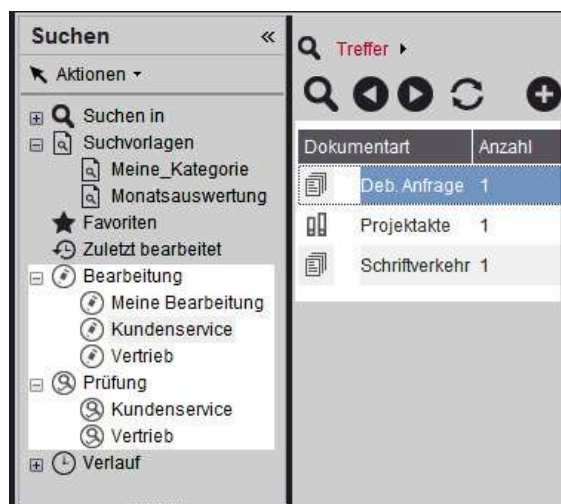 Suchen «
Aktionen
Suchen in
Suchvorlagen
Meine_Kategorie
Monatsauswertung
Favoriten
Zuletzt bearbeitet
Bearbeitung
Meine Bearbeitung
Kundenservice
Vertrieb
Prüfung
Kundenservice
Vertrieb
Verlauf
Treffer
Dokumentart Anzahl
Deb. Anfrage 1
Projektakte 1
Schriftverkehr 1